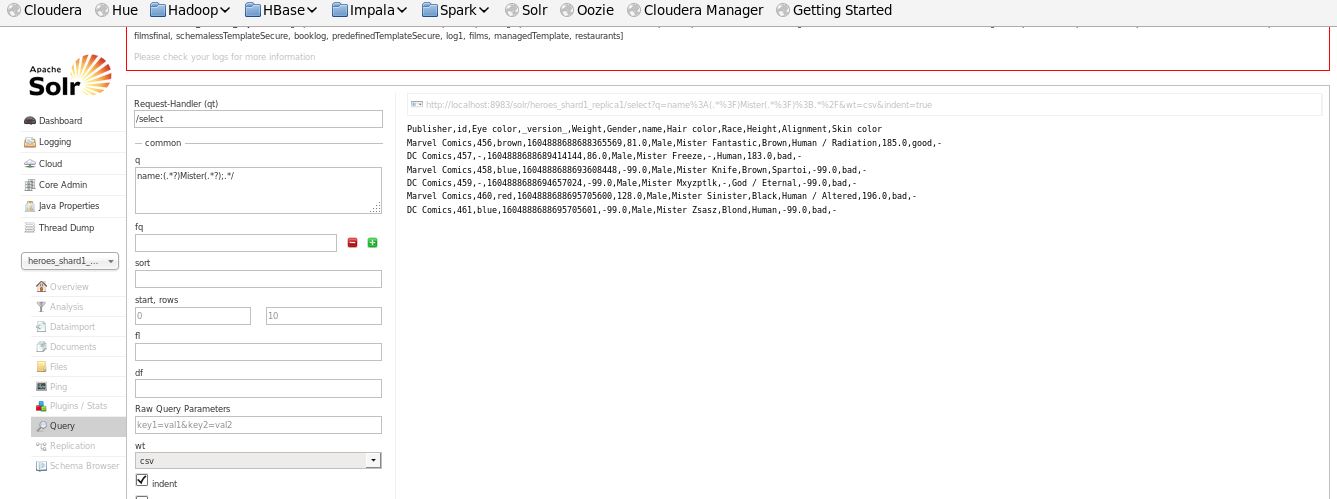 Cloudera Hue Hadoop HBase Impala Spark Solr Oozie Cloudera Manager Getting Started
filmsfinal, schemalessTemplateSecure, booklog, predefinedTemplateSecure, log1, films, managedTemplate, restaurants]
Please check your logs for more information
Apache
Solr
Dashboard
Logging
Cloud
Core Admin
Java Properties
Thread Dump
heroes_shard1_...
Overview
Analysis
Dataimport
Documents
Files
Ping
Plugins / Stats
Query
Replication
Schema Browser
Request-Handler (qt)
/select
common
q
name:(.*?)Mister(.*?);.*/
fq
sort
start, rows
0 10
fl
df
Raw Query Parameters
key1=val1&key2=val2
wt
csv
indent
http://localhost:8983/solr/heroes_shard1_replica1/select?q=name%3A(.*%3F)Mister(.*%3F)%3B.*%2F&wt=csv&indent=true
Publisher,id,Eye color,_version_,Weight,Gender,name,Hair color,Race,Height,Alignment,Skin color
Marvel Comics,456,brown,1604888688688365569,81.0,Male,Mister Fantastic,Brown,Human / Radiation,185.0,good,-
DC Comics,457,-,1604888688689414144,86.0,Male,Mister Freeze,-,Human,183.0,bad,-
Marvel Comics,458,blue,1604888688693608448,-99.0,Male,Mister Knife,Brown,Spartoi,-99.0,bad,-
DC Comics,459,-,1604888688694657024,-99.0,Male,Mister Mxyzptlk,-,God / Eternal,-99.0,bad,-
Marvel Comics,460,red,1604888688695705600,128.0,Male,Mister Sinister,Black,Human / Altered,196.0,bad,-
DC Comics,461,blue,1604888688695705601,-99.0,Male,Mister Zsasz,Blond,Human,-99.0,bad,-